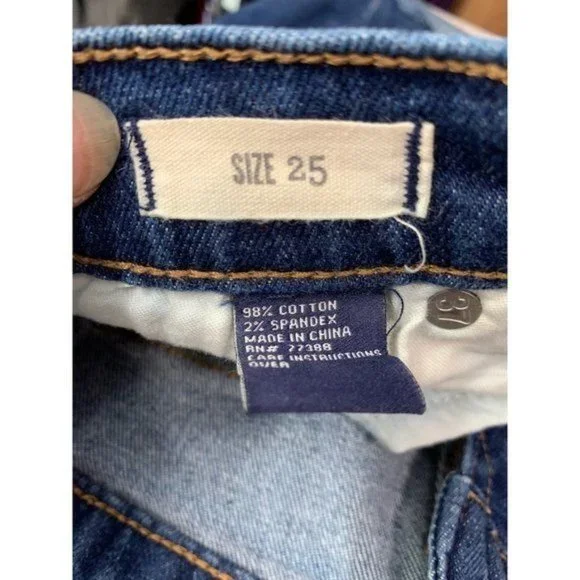 SIZE 25
98% COTTON
2% SPANDEX
MADE IN CHINA
RN# 77388
CARE INSTRUCTIONS
OVER
37